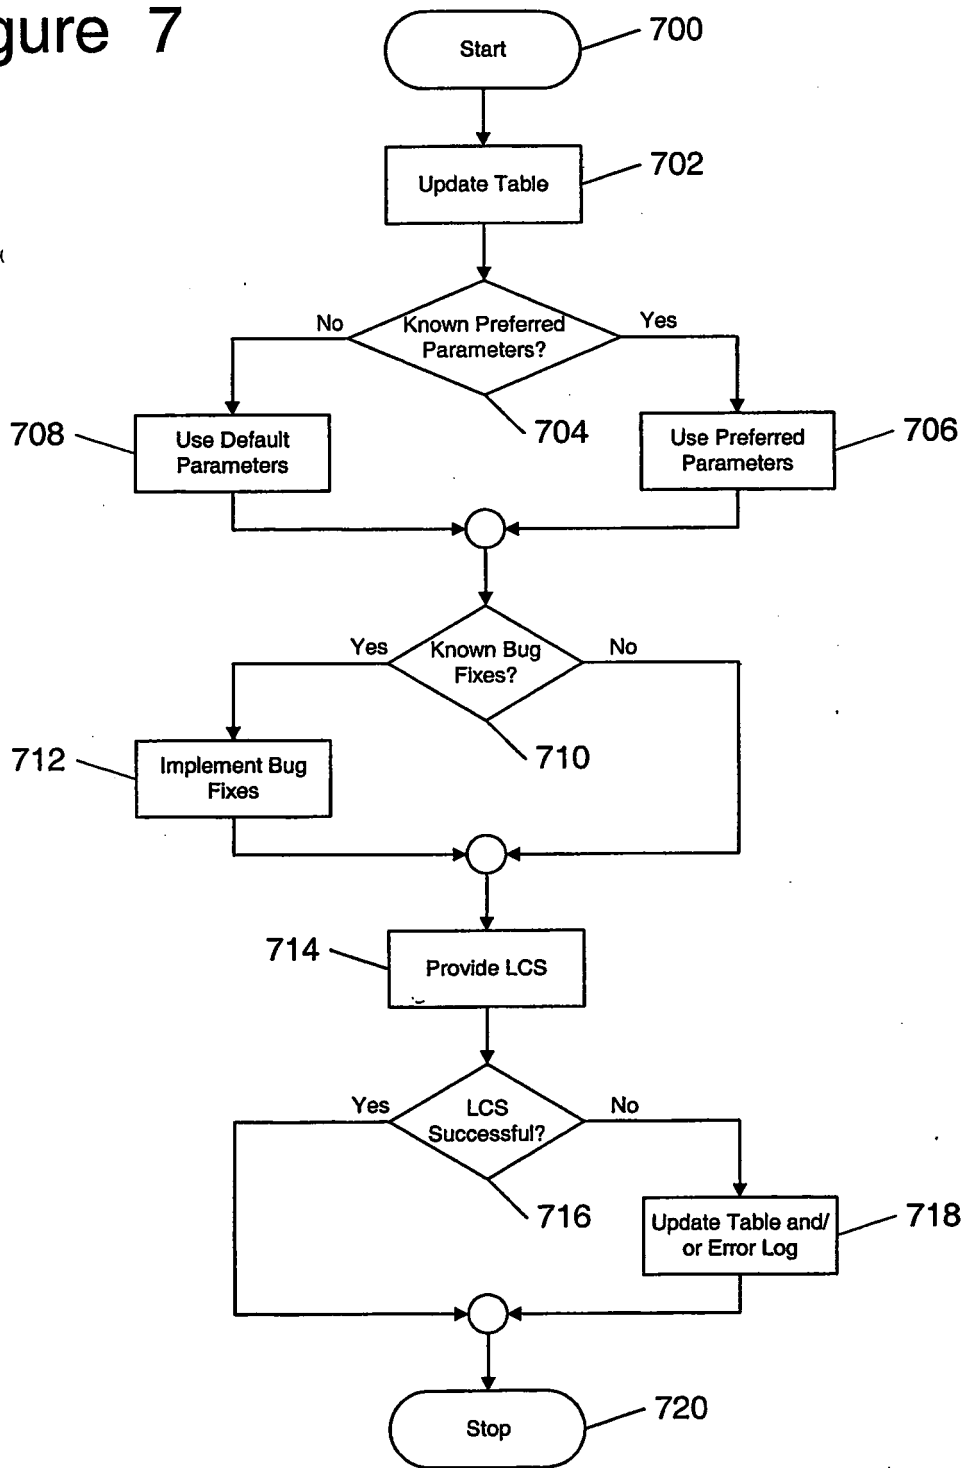 gure 7
Start
700
Update Table
702
No
Known Preferred
Parameters?
Yes
704
708
Use Default
Parameters
Use Preferred
Parameters
706
Yes
Known Bug
Fixes?
No
710
712
Implement Bug
Fixes
714
Provide LCS
Yes
LCS
Successful?
No
716
Update Table and/
or Error Log
718
Stop
720